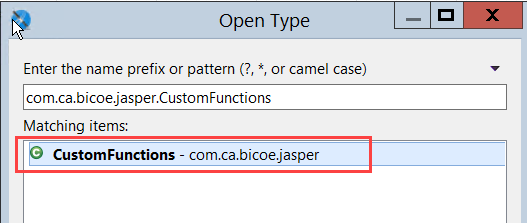 Open Type
Enter the name prefix or pattern (?, *, or camel case)
com.ca.bicoe.jasper.CustomFunctions
Matching items:
CustomFunctions - com.ca.bicoe.jasper